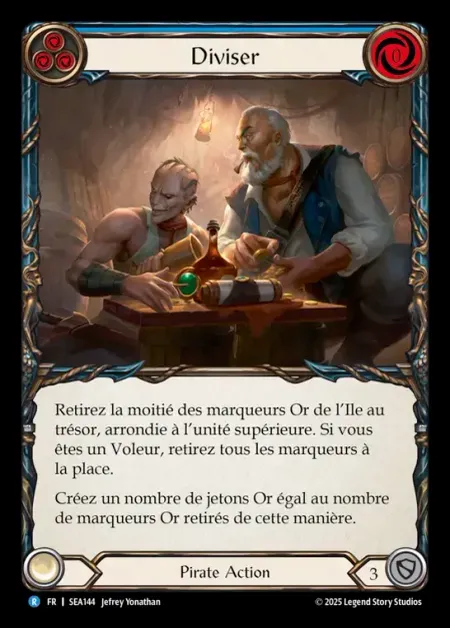 Diviser
0
Retirez la moitié des marqueurs Or de l'Ile au
trésor, arrondie à l'unité supérieure. Si vous
êtes un Voleur, retirez tous les marqueurs à
la place.
Créez un nombre de jetons Or égal au nombre
de marqueurs Or retirés de cette manière.
Pirate Action
3
R FR | SEA144 Jefrey Yonathan
© 2025 Legend Story Studios